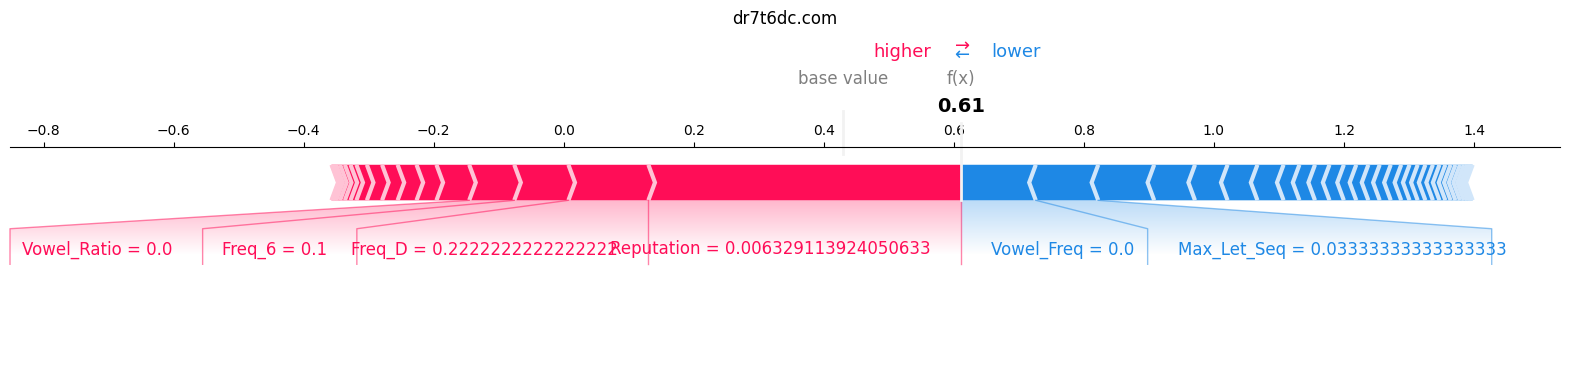 dr7t6dc.com
higher ⇄ lower
base value f(x)
0.61
−0.8 −0.6 −0.4 −0.2 0.0 0.2 0.4 0.6 0.8 1.0 1.2 1.4
Vowel_Ratio = 0.0 Freq_6 = 0.1 Freq_D = 0.2222222222222222 Reputation = 0.006329113924050633 Vowel_Freq = 0.0 Max_Let_Seq = 0.03333333333333333